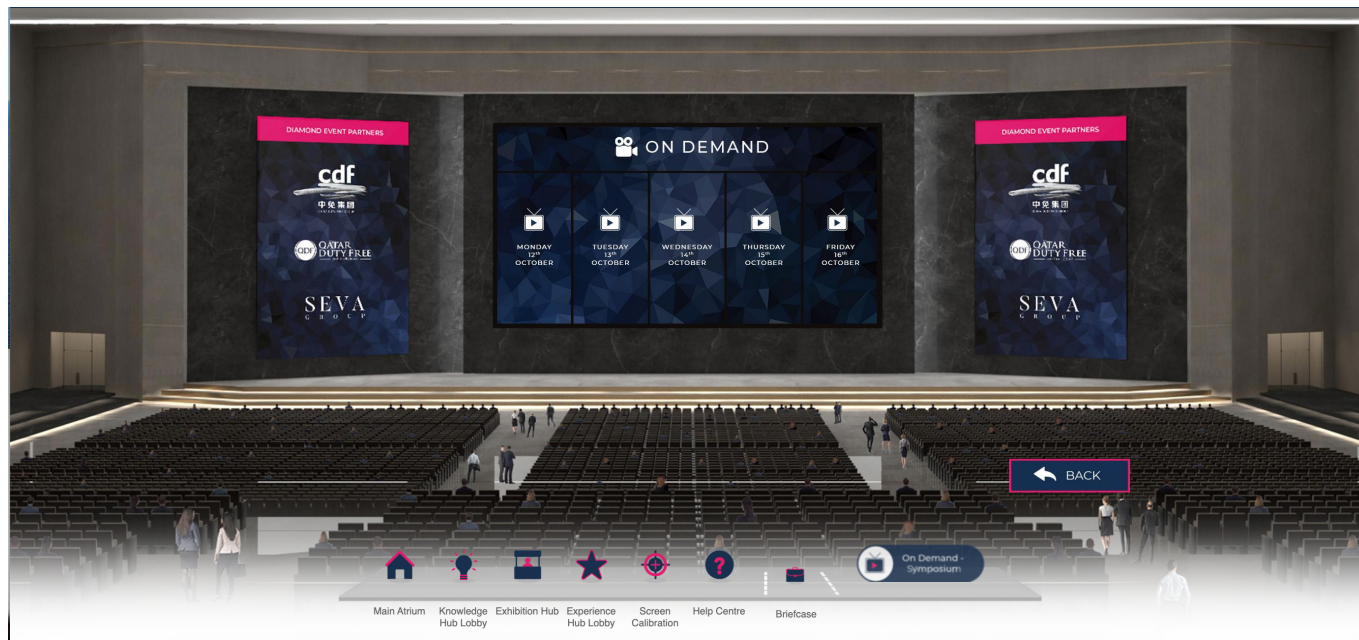 DIAMOND EVENT PARTNERS
cdf
中免集团
QDF
QATAR
DUTY FREE
SEVA
GROUP
ON DEMAND
MONDAY
12th
OCTOBER
TUESDAY
13th
OCTOBER
WEDNESDAY
14th
OCTOBER
THURSDAY
15th
OCTOBER
FRIDAY
16th
OCTOBER
DIAMOND EVENT PARTNERS
cdf
中免集团
QDF
QATAR
DUTY FREE
SEVA
GROUP
BACK
On Demand -
Symposium
Main Atrium
Knowledge
Hub Lobby
Exhibition Hub
Experience
Hub Lobby
Screen
Calibration
Help Centre
Briefcase